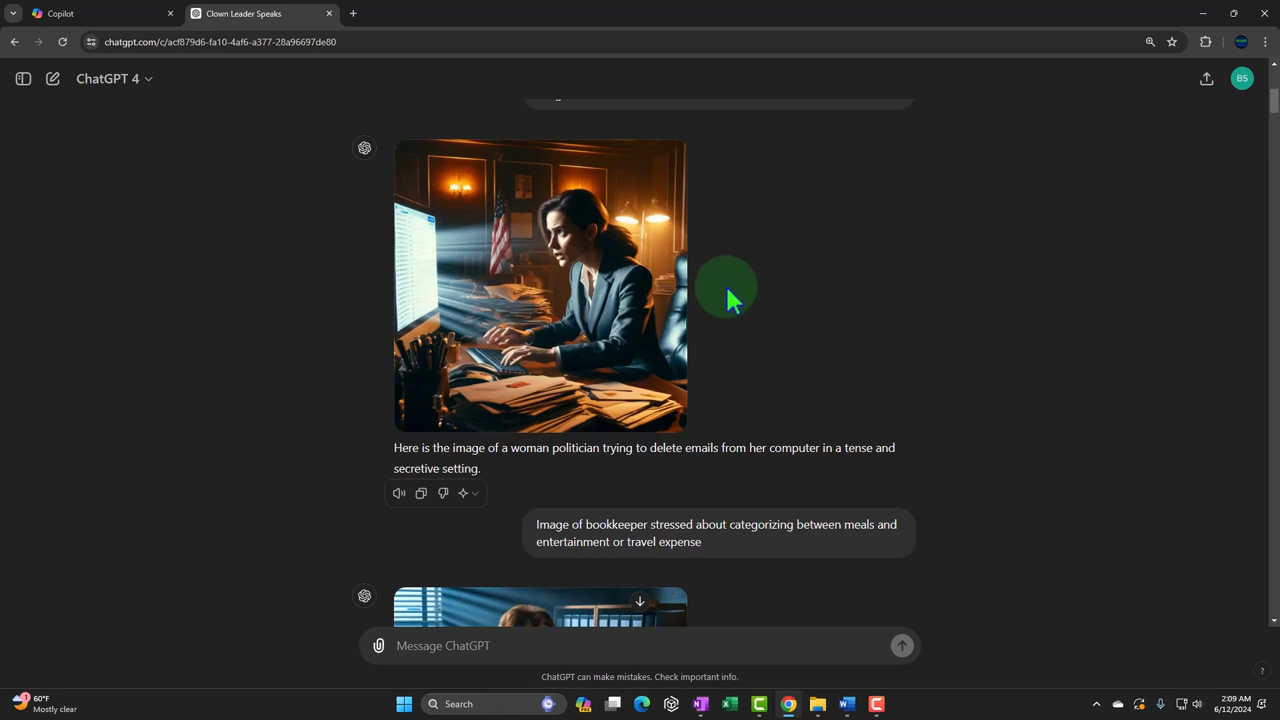 Copilot
Clown Leader Speaks
chatgpt.com/c/acf879d6-fa10-4af6-a377-28a96697de80
ChatGPT 4
BS
Here is the image of a woman politician trying to delete emails from her computer in a tense and
secretive setting.
Image of bookkeeper stressed about categorizing between meals and
entertainment or travel expense
Message ChatGPT
ChatGPT can make mistakes. Check important info.
?
1
60°F
Mostly clear
Search
2:09 AM
6/12/2024